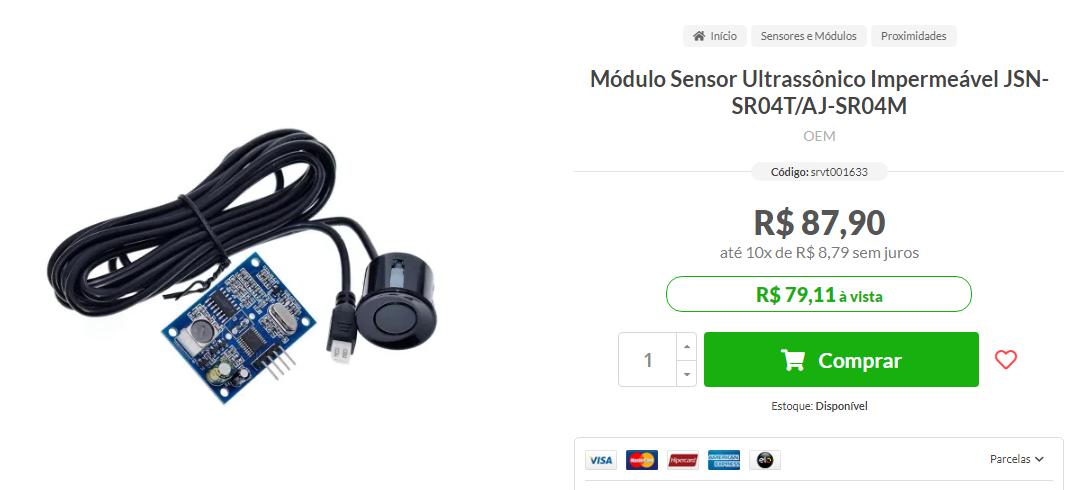 Início
Sensores e Módulos
Proximidades
Módulo Sensor Ultrassônico Impermeável JSN-
SR04T/AJ-SR04M
OEM
Código: srvt001633
R$ 87,90
até 10x de R$ 8,79 sem juros
R$ 79,11 à vista
1
Comprar
Estoque: Disponível
VISA
MasterCard
Hipercard
AMERICAN
EXPRESS
elo
Parcelas